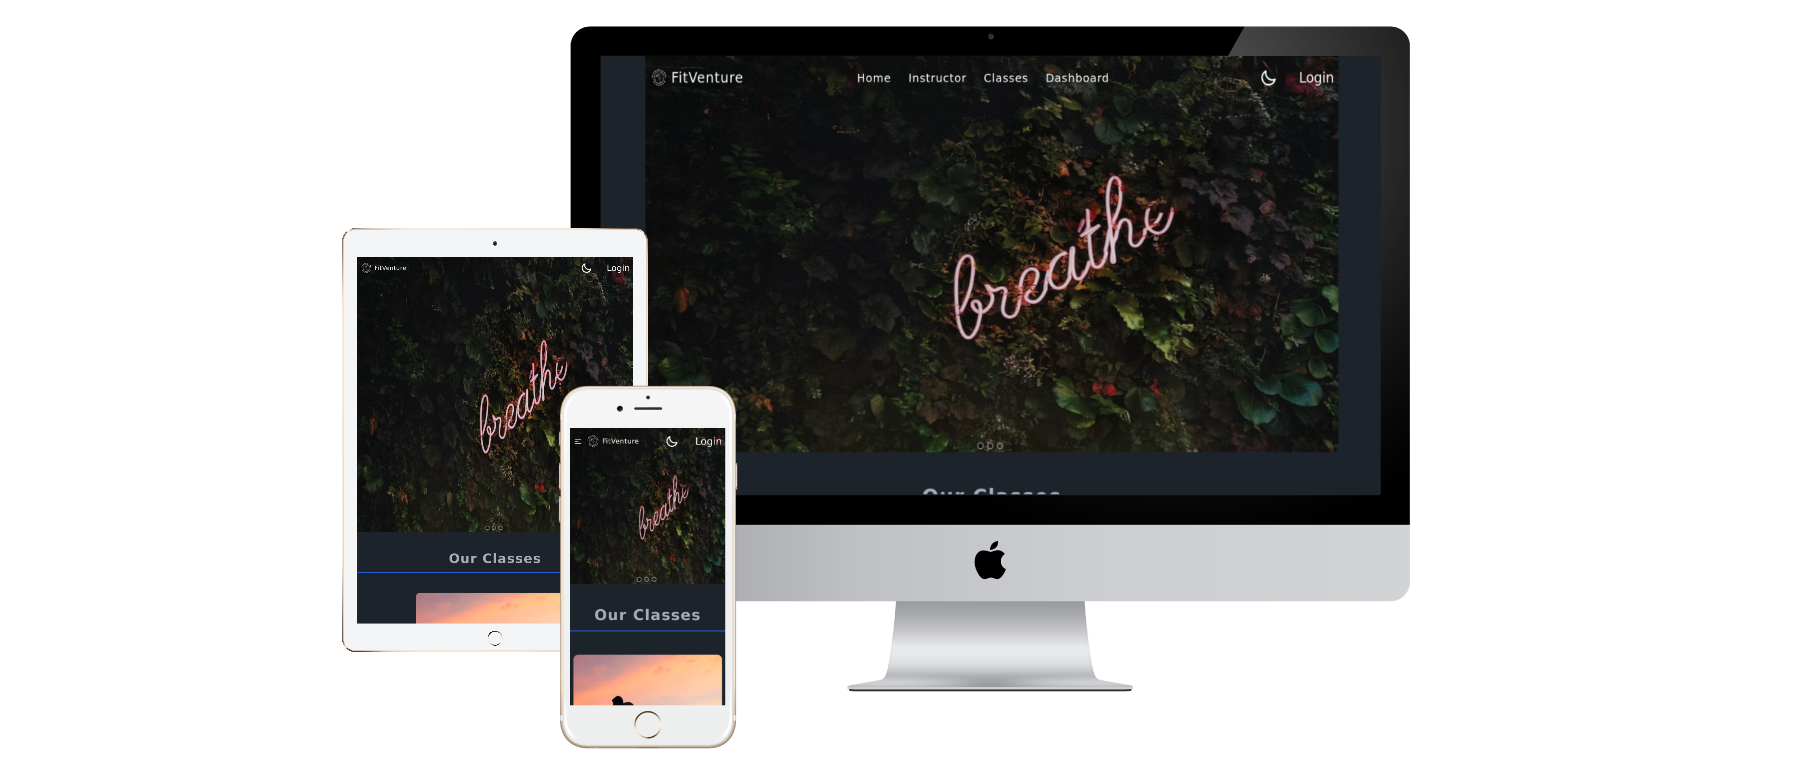 FitVenture Home Instructor Classes Dashboard Login
breathe
Our Classes
FitVenture Login
breathe
Our Classes
FitVenture Login
breathe
Our Classes